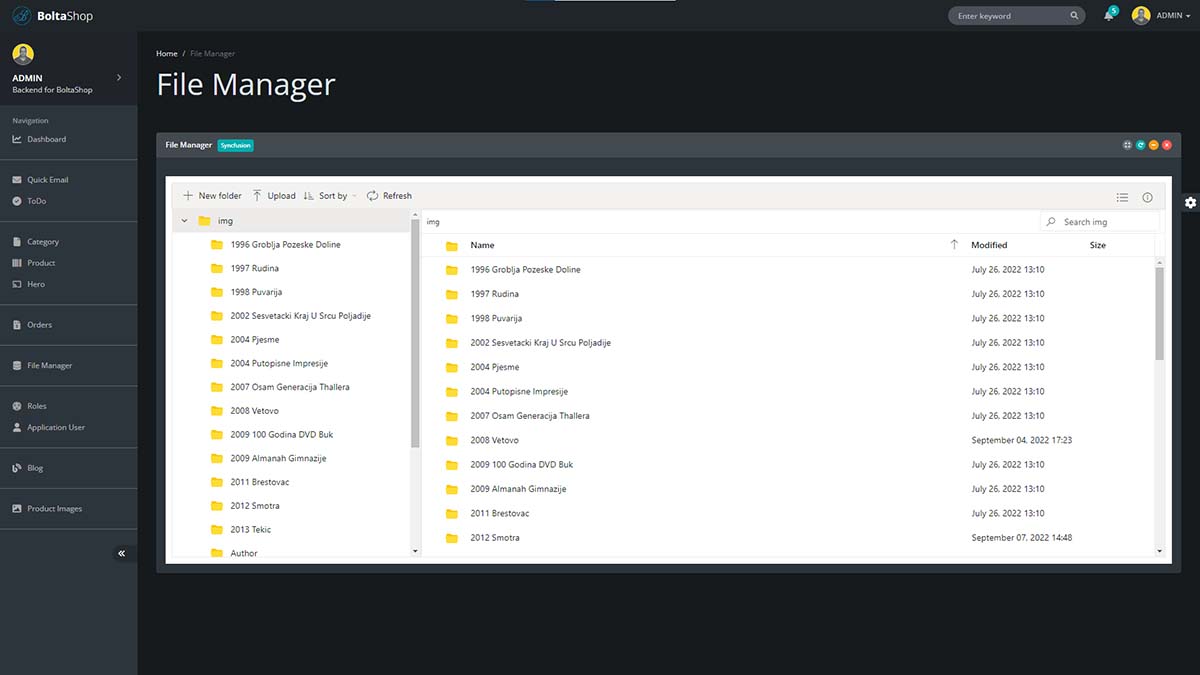 BoltaShop
Enter keyword
5
ADMIN
ADMIN
Backend for BoltaShop
Navigation
Dashboard
Quick Email
ToDo
Category
Product
Hero
Orders
File Manager
Roles
Application User
Blog
Product Images
Home / File Manager
File Manager
File Manager Syncfusion
New folder Upload Sort by Refresh
img
1996 Groblja Pozeske Doline
1997 Rudina
1998 Puvarija
2002 Sesvetacki Kraj U Srcu Poljadije
2004 Pjesme
2004 Putopisne Impresije
2007 Osam Generacija Thallera
2008 Vetovo
2009 100 Godina DVD Buk
2009 Almanah Gimnazije
2011 Brestovac
2012 Smotra
2013 Tekic
Author
img
Search img
Name Modified Size
1996 Groblja Pozeske Doline July 26, 2022 13:10
1997 Rudina July 26, 2022 13:10
1998 Puvarija July 26, 2022 13:10
2002 Sesvetacki Kraj U Srcu Poljadije July 26, 2022 13:10
2004 Pjesme July 26, 2022 13:10
2004 Putopisne Impresije July 26, 2022 13:10
2007 Osam Generacija Thallera July 26, 2022 13:10
2008 Vetovo September 04, 2022 17:23
2009 100 Godina DVD Buk July 26, 2022 13:10
2009 Almanah Gimnazije July 26, 2022 13:10
2011 Brestovac July 26, 2022 13:10
2012 Smotra September 07, 2022 14:48